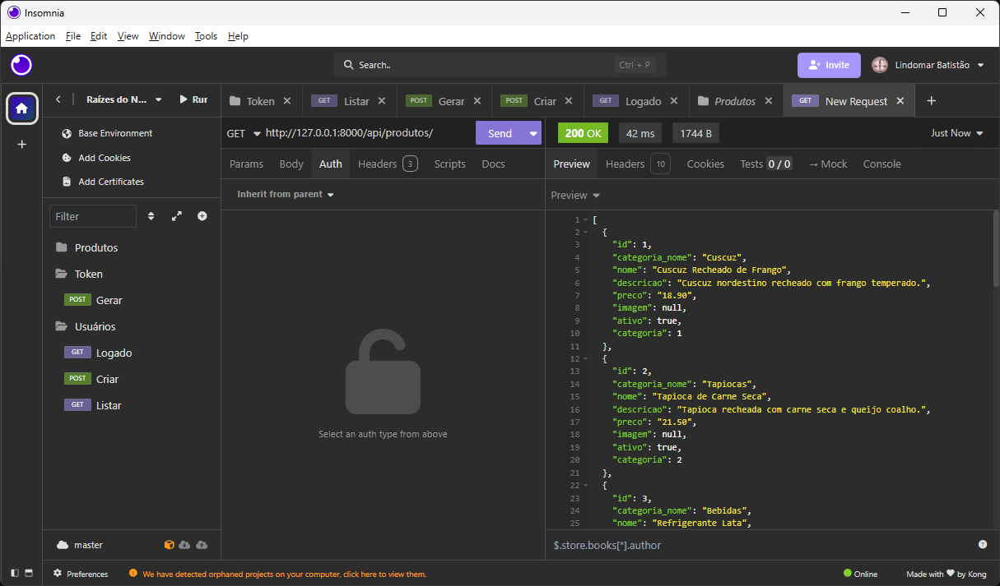 Insomnia
Application File Edit View Window Tools Help
Search.. Ctrl + P Invite Lindomar Batistão
Raízes do N... Run
Token GET Listar POST Gerar POST Criar GET Logado Produtos GET New Request
Base Environment
Add Cookies
Add Certificates
Filter
Produtos
Token
POST Gerar
Usuários
GET Logado
POST Criar
GET Listar
master
GET http://127.0.0.1:8000/api/produtos/ Send
Params Body Auth Headers 3 Scripts Docs
Inherit from parent
Select an auth type from above
200 OK 42 ms 1744 B Just Now
Preview Headers 10 Cookies Tests 0 / 0 → Mock Console
Preview
1 [
2 {
3 "id": 1,
4 "categoria_nome": "Cuscuz",
5 "nome": "Cuscuz Recheado de Frango",
6 "descricao": "Cuscuz nordestino recheado com frango temperado.",
7 "preco": "18.90",
8 "imagem": null,
9 "ativo": true,
10 "categoria": 1
11 },
12 {
13 "id": 2,
14 "categoria_nome": "Tapiocas",
15 "nome": "Tapioca de Carne Seca",
16 "descricao": "Tapioca recheada com carne seca e queijo coalho.",
17 "preco": "21.50",
18 "imagem": null,
19 "ativo": true,
20 "categoria": 2
21 },
22 {
23 "id": 3,
24 "categoria_nome": "Bebidas",
25 "nome": "Refrigerante Lata",
$.store.books[*].author
Preferences We have detected orphaned projects on your computer, click here to view them. Online Made with by Kong